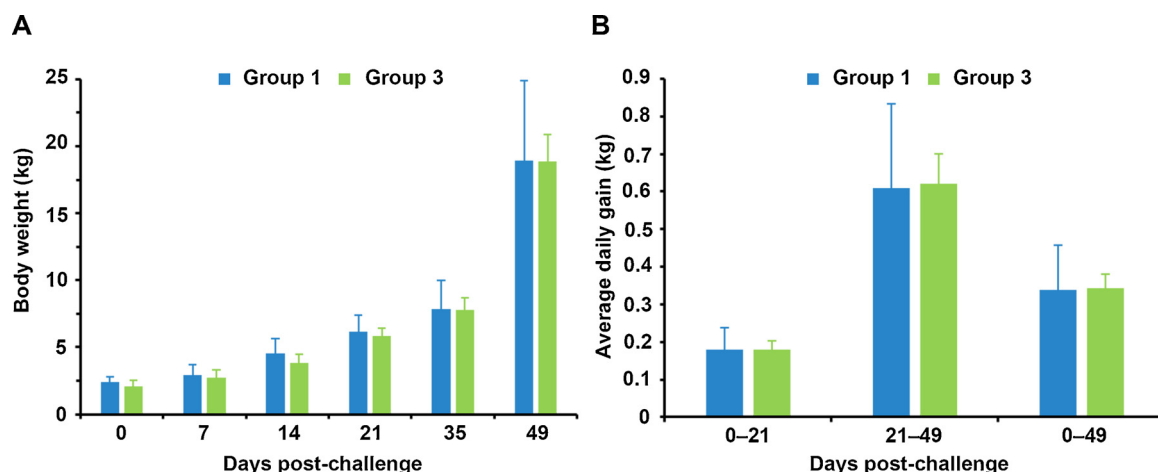 A
Group 1 Group 3
Body weight (kg)
25
20
15
10
5
0
0 7 14 21 35 49
Days post-challenge
B
Group 1 Group 3
Average daily gain (kg)
0.9
0.8
0.7
0.6
0.5
0.4
0.3
0.2
0.1
0
0–21 21–49 0–49
Days post-challenge